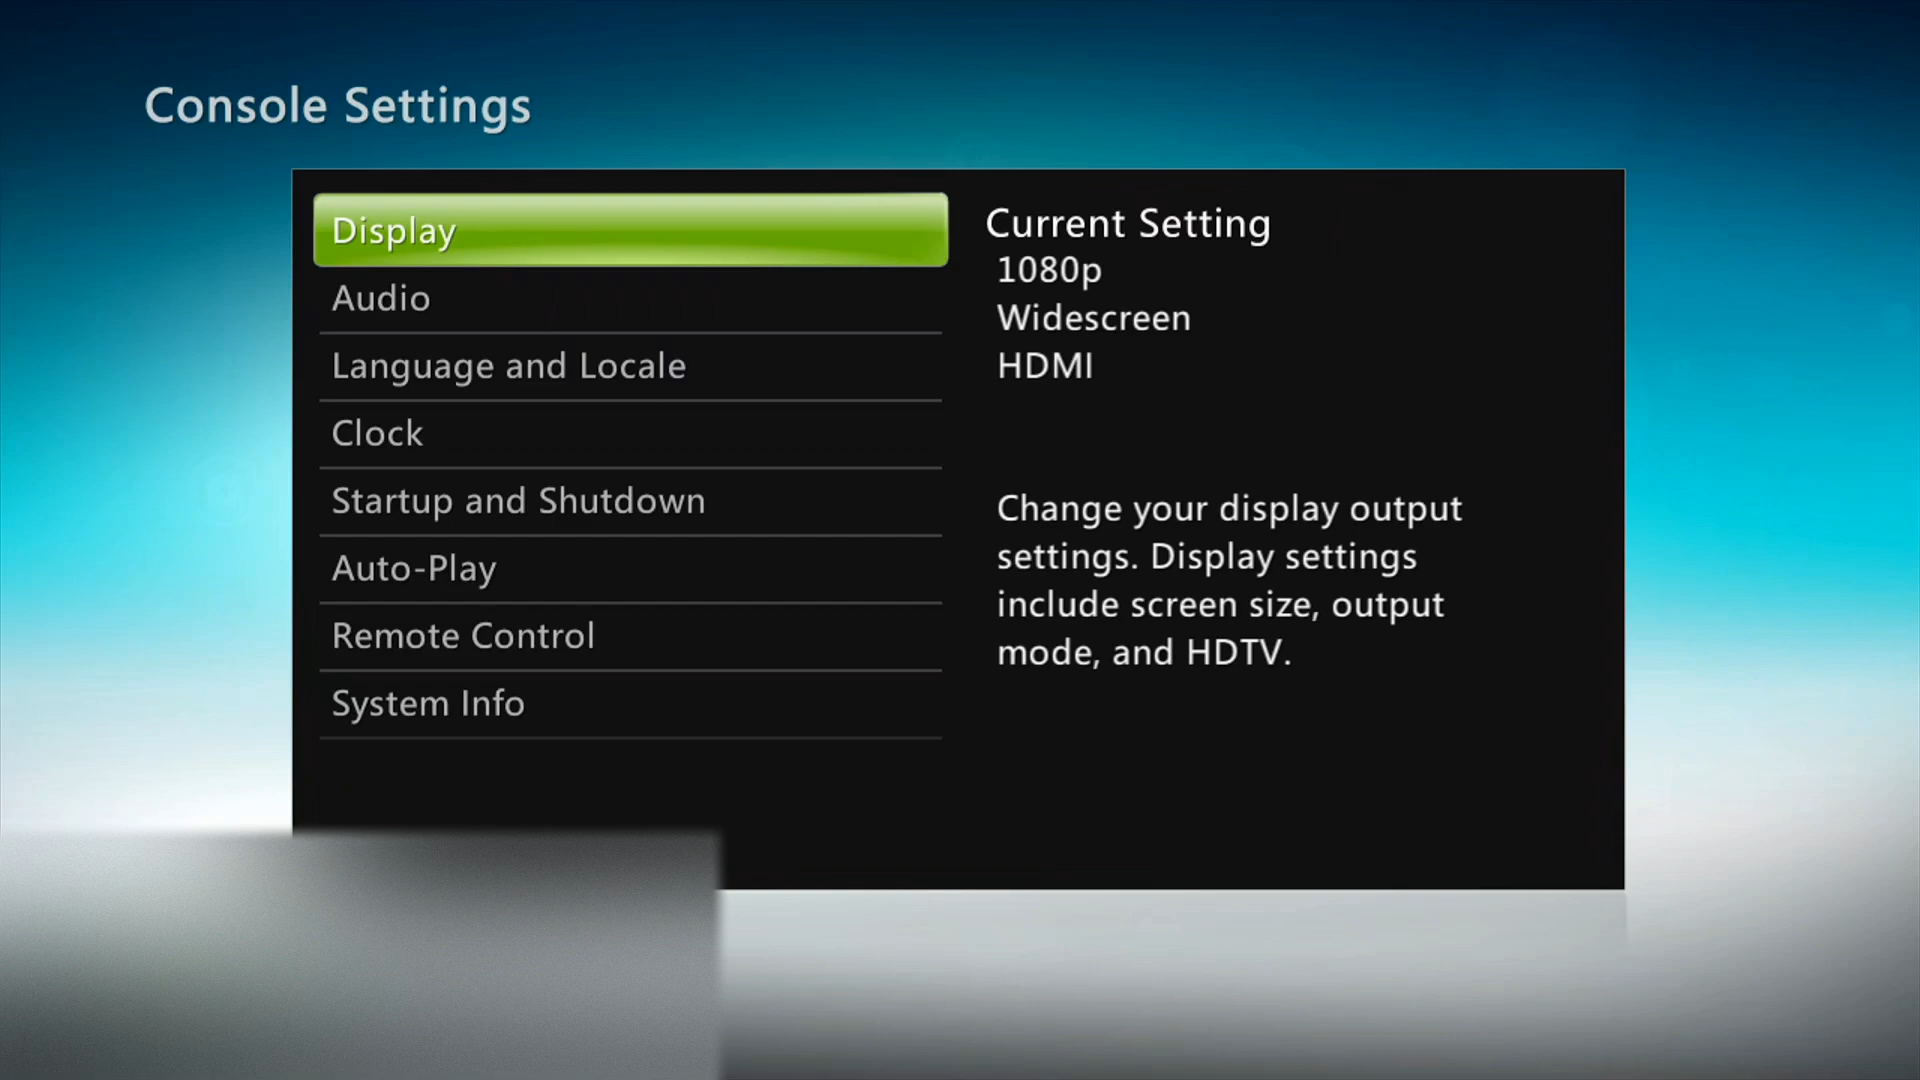 Console Settings
Display
Audio
Language and Locale
Clock
Startup and Shutdown
Auto-Play
Remote Control
System Info
Current Setting
1080p
Widescreen
HDMI
Change your display output
settings. Display settings
include screen size, output
mode, and HDTV.